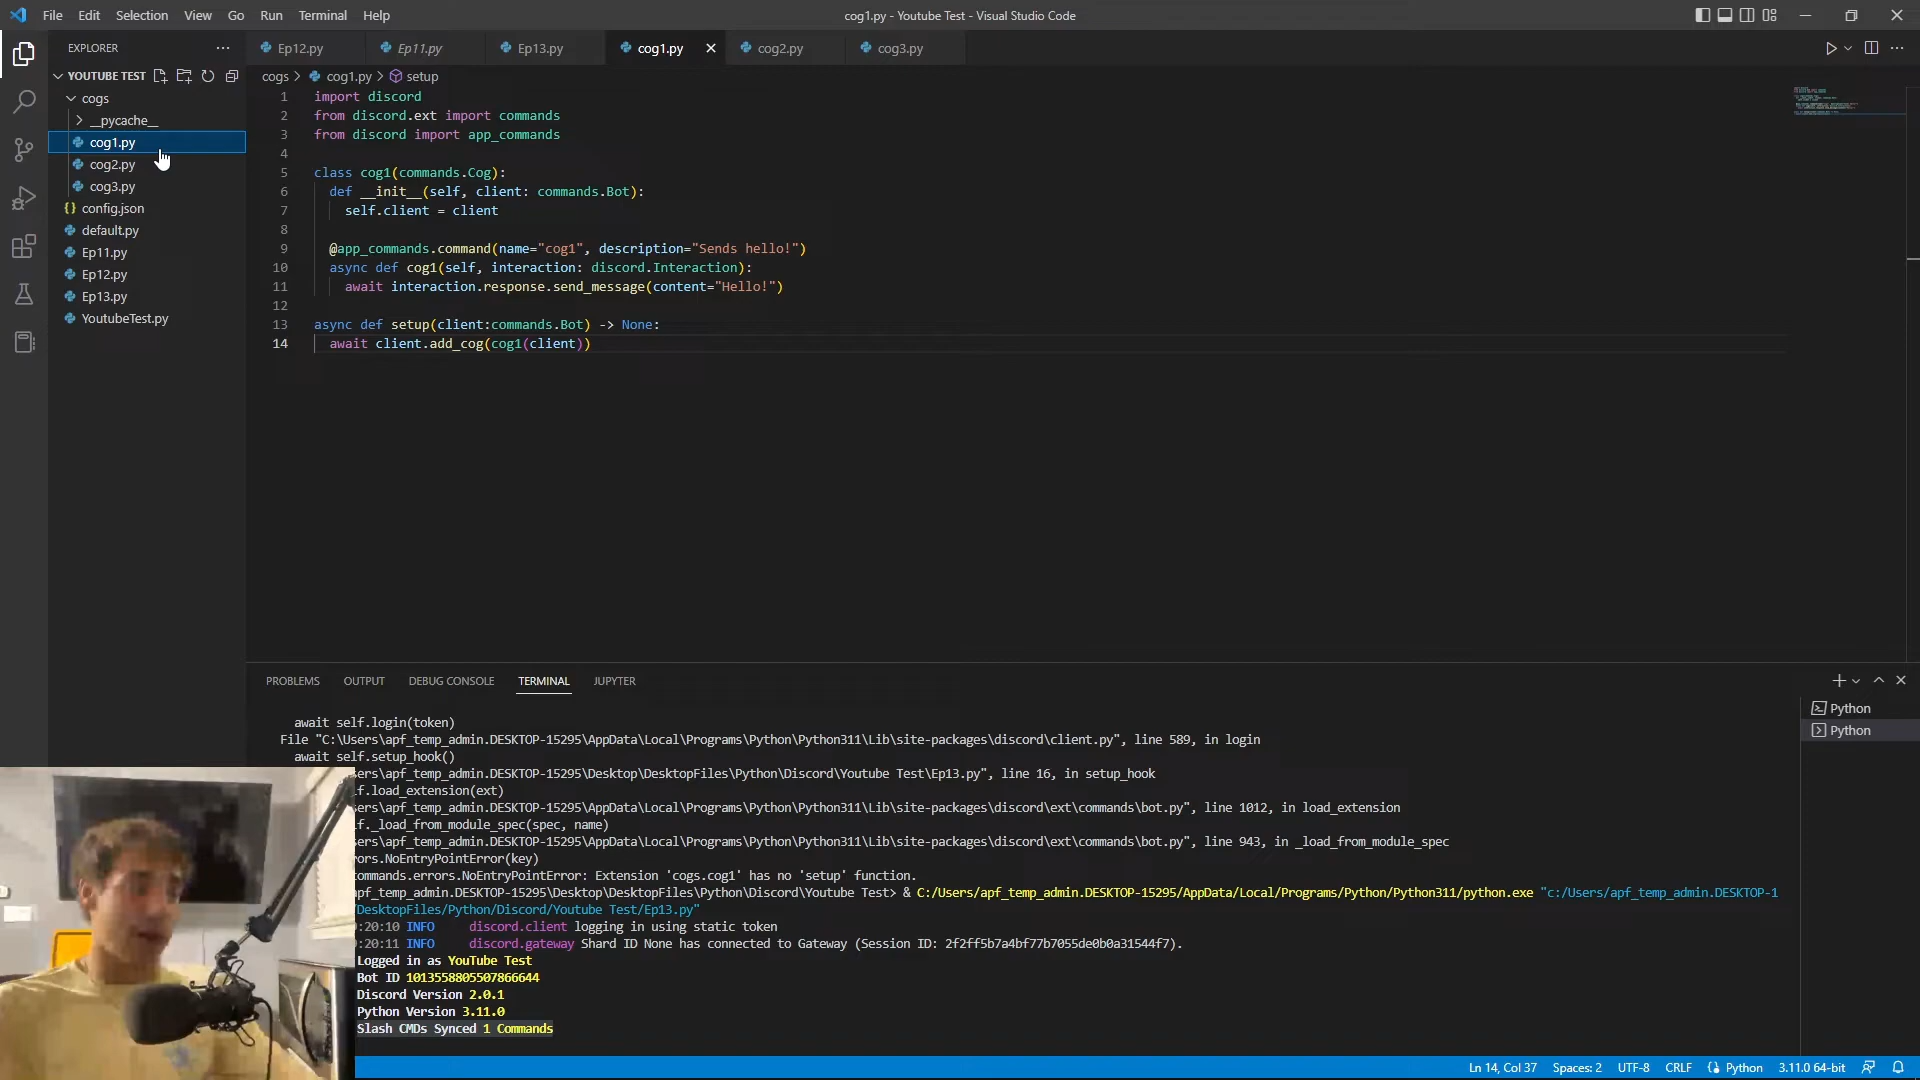 File Edit Selection View Go Run Terminal Help
cog1.py - Youtube Test - Visual Studio Code
EXPLORER
YOUTUBE TEST
cogs
__pycache__
cog1.py
cog2.py
cog3.py
config.json
default.py
Ep11.py
Ep12.py
Ep13.py
YoutubeTest.py
Ep12.py Ep11.py Ep13.py cog1.py cog2.py cog3.py
cogs > cog1.py > setup
1 import discord
2 from discord.ext import commands
3 from discord import app_commands
4
5 class cog1(commands.Cog):
6 def __init__(self, client: commands.Bot):
7 self.client = client
8
9 @app_commands.command(name="cog1", description="Sends hello!")
10 async def cog1(self, interaction: discord.Interaction):
11 await interaction.response.send_message(content="Hello!")
12
13 async def setup(client:commands.Bot) -> None:
14 await client.add_cog(cog1(client))
PROBLEMS OUTPUT DEBUG CONSOLE TERMINAL JUPYTER
Python
Python
await self.login(token)
File "C:\Users\apf_temp_admin.DESKTOP-15295\AppData\Local\Programs\Python\Python311\Lib\site-packages\discord\client.py", line 589, in login
await self.setup_hook()
ers\apf_temp_admin.DESKTOP-15295\Desktop\DesktopFiles\Python\Discord\Youtube Test\Ep13.py", line 16, in setup_hook
f.load_extension(ext)
ers\apf_temp_admin.DESKTOP-15295\AppData\Local\Programs\Python\Python311\Lib\site-packages\discord\ext\commands\bot.py", line 1012, in load_extension
f._load_from_module_spec(spec, name)
ers\apf_temp_admin.DESKTOP-15295\AppData\Local\Programs\Python\Python311\Lib\site-packages\discord\ext\commands\bot.py", line 943, in _load_from_module_spec
rors.NoEntryPointError(key)
ommands.errors.NoEntryPointError: Extension 'cogs.cog1' has no 'setup' function.
pf_temp_admin.DESKTOP-15295\Desktop\DesktopFiles\Python\Discord\Youtube Test> & C:/Users/apf_temp_admin.DESKTOP-15295/AppData/Local/Programs/Python/Python311/python.exe "c:/Users/apf_temp_admin.DESKTOP-1
/DesktopFiles/Python/Discord/Youtube Test/Ep13.py"
:20:10 INFO discord.client logging in using static token
:20:11 INFO discord.gateway Shard ID None has connected to Gateway (Session ID: 2f2ff5b7a4bf77b7055de0b0a31544f7).
Logged in as YouTube Test
Bot ID 1013558805507866644
Discord Version 2.0.1
Python Version 3.11.0
Slash CMDs Synced 1 Commands
Ln 14, Col 37 Spaces: 2 UTF-8 CRLF Python 3.11.0 64-bit